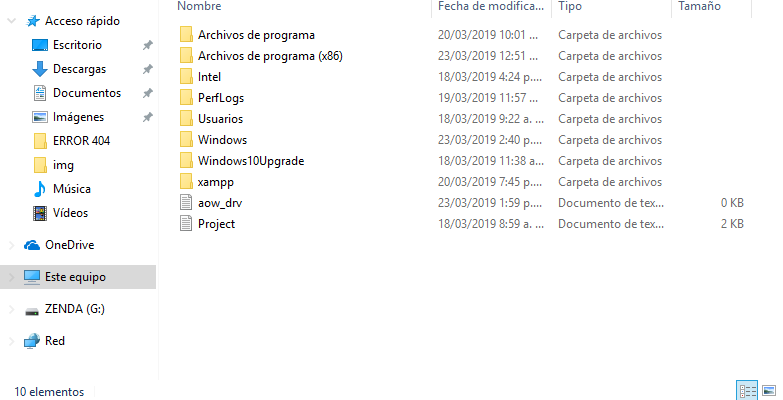 Nombre Fecha de modifica... Tipo Tamaño
Acceso rápido
Escritorio
Descargas
Documentos
Imágenes
ERROR 404
img
Música
Vídeos
OneDrive
Este equipo
ZENDA (G:)
Red
Archivos de programa 20/03/2019 10:01 ... Carpeta de archivos
Archivos de programa (x86) 23/03/2019 12:51 ... Carpeta de archivos
Intel 18/03/2019 4:24 p.... Carpeta de archivos
PerfLogs 19/03/2019 11:57 ... Carpeta de archivos
Usuarios 18/03/2019 9:22 a. ... Carpeta de archivos
Windows 23/03/2019 2:40 p.... Carpeta de archivos
Windows10Upgrade 18/03/2019 11:38 a... Carpeta de archivos
xampp 20/03/2019 7:45 p.... Carpeta de archivos
aow_drv 23/03/2019 1:59 p.... Documento de tex... 0 KB
Project 18/03/2019 8:59 a. ... Documento de tex... 2 KB
10 elementos